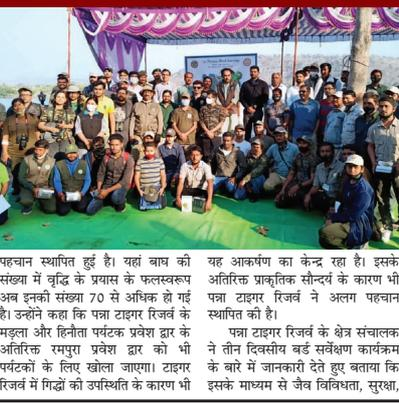 पहचान स्थापित हुई है। यहां बाघ की
संख्या में वृद्धि के प्रयास के फलस्वरूप
अब इनकी संख्या 70 से अधिक हो गई
है। उन्होंने कहा कि पन्ना टाइगर रिजर्व के
मड़ला और हिनौता पर्यटक प्रवेश द्वार के
अतिरिक्त रमपुरा प्रवेश द्वार को भी
पर्यटकों के लिए खोला जाएगा। टाइगर
रिजर्व में गिद्धों की उपस्थिति के कारण भी
यह आकर्षण का केन्द्र रहा है। इसके
अतिरिक्त प्राकृतिक सौन्दर्य के कारण भी
पन्ना टाइगर रिजर्व ने अलग पहचान
स्थापित की है।
पन्ना टाइगर रिजर्व के क्षेत्र संचालक
ने तीन दिवसीय बर्ड सर्वेक्षण कार्यक्रम
के बारे में जानकारी देते हुए बताया कि
इसके माध्यम से जैव विविधता, सुरक्षा,